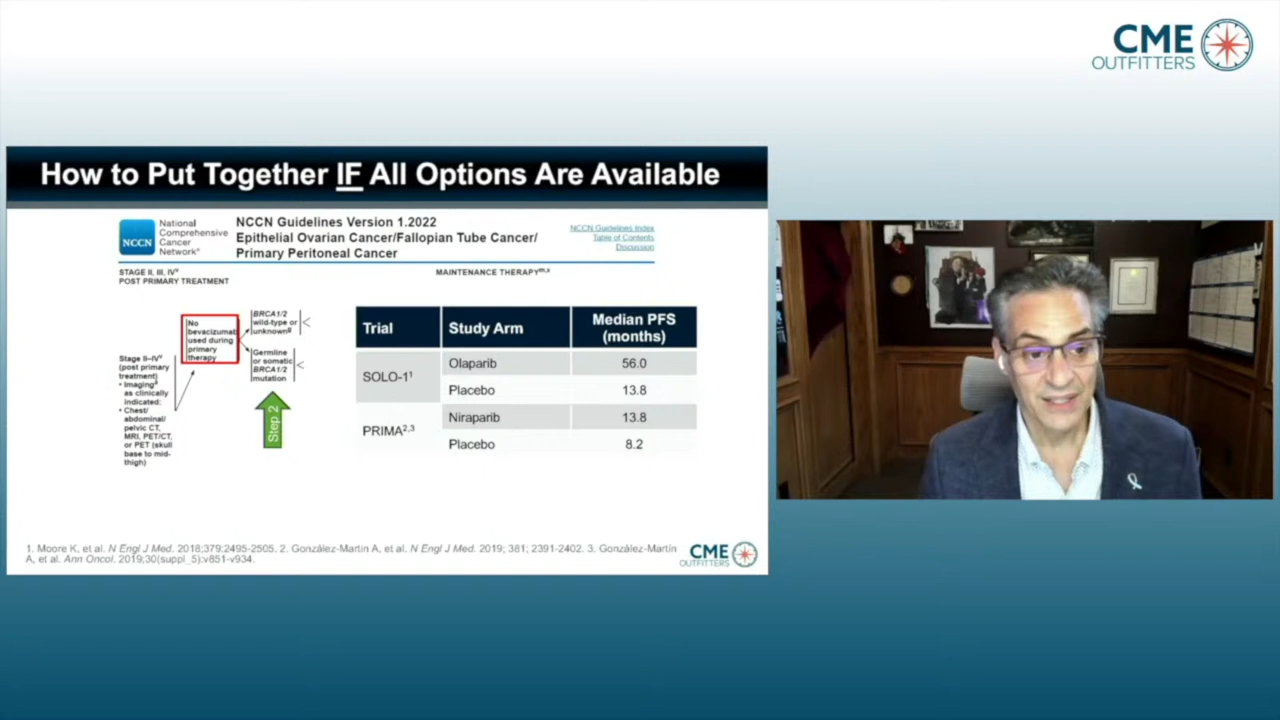 CME
OUTFITTERS
How to Put Together IF All Options Are Available
NCCN
National
Comprehensive
Cancer
Network®
NCCN Guidelines Version 1.2022
Epithelial Ovarian Cancer/Fallopian Tube Cancer/
Primary Peritoneal Cancer
NCCN Guidelines Index
Table of Contents
Discussion
STAGE II, III, IV
POST PRIMARY TREATMENT
MAINTENANCE THERAPY
No
bevacizumab
used during
primary
therapy
BRCA1/2
wild-type or
unknown
Germline
or somatic
BRCA1/2
mutation
Stage II–IV
(post primary
treatment)
• Imaging
as clinically
indicated:
• Chest/
abdominal/
pelvic CT,
MRI, PET/CT,
or PET (skull
base to mid-
thigh)
Step 2
Trial
Study Arm
Median PFS
(months)
SOLO-1¹
Olaparib
56.0
Placebo
13.8
PRIMA²,³
Niraparib
13.8
Placebo
8.2
1. Moore K, et al. N Engl J Med. 2018;379:2495-2505. 2. González-Martin A, et al. N Engl J Med. 2019; 381; 2391-2402. 3. González-Martin
A, et al. Ann Oncol. 2019;30(suppl_5):v851-v934.
CME
OUTFITTERS